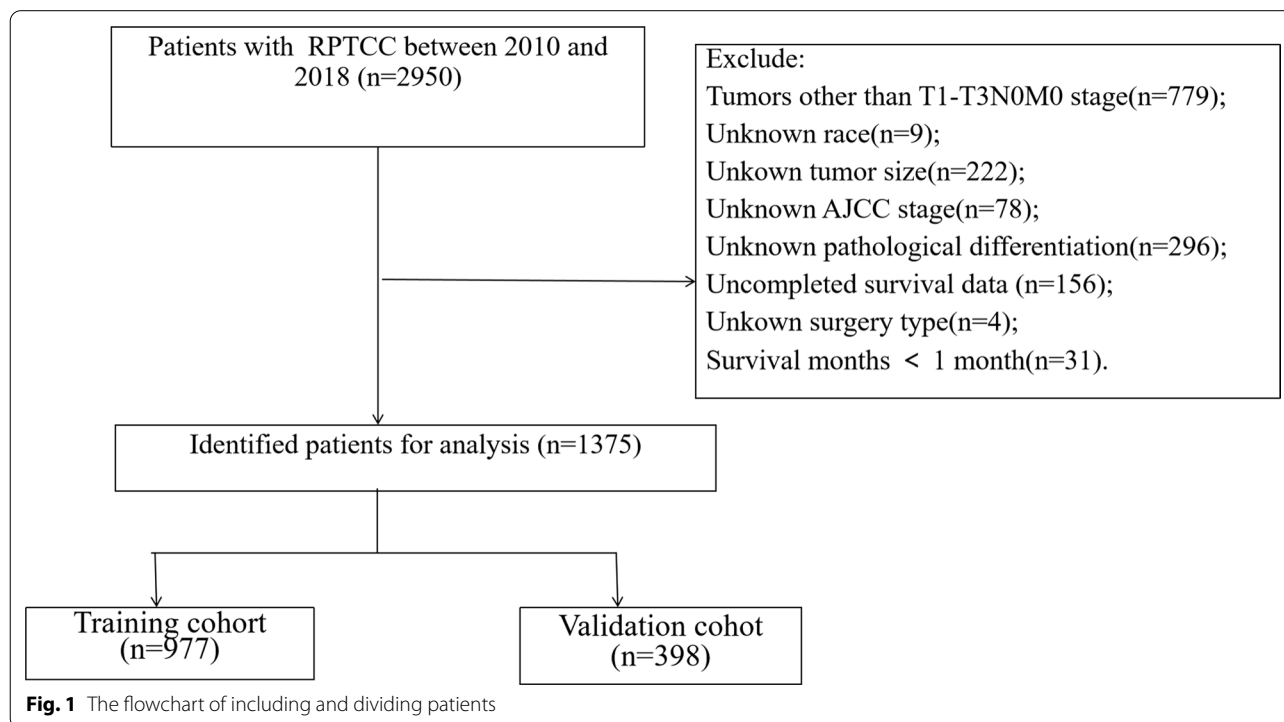 Patients with RPTCC between 2010 and
2018 (n=2950)
Exclude:
Tumors other than T1-T3N0M0 stage(n=779);
Unknown race(n=9);
Unkown tumor size(n=222);
Unknown AJCC stage(n=78);
Unknown pathological differentiation(n=296);
Uncompleted survival data (n=156);
Unkown surgery type(n=4);
Survival months < 1 month(n=31).
Identified patients for analysis (n=1375)
Training cohort
(n=977)
Validation cohot
(n=398)
Fig. 1 The flowchart of including and dividing patients